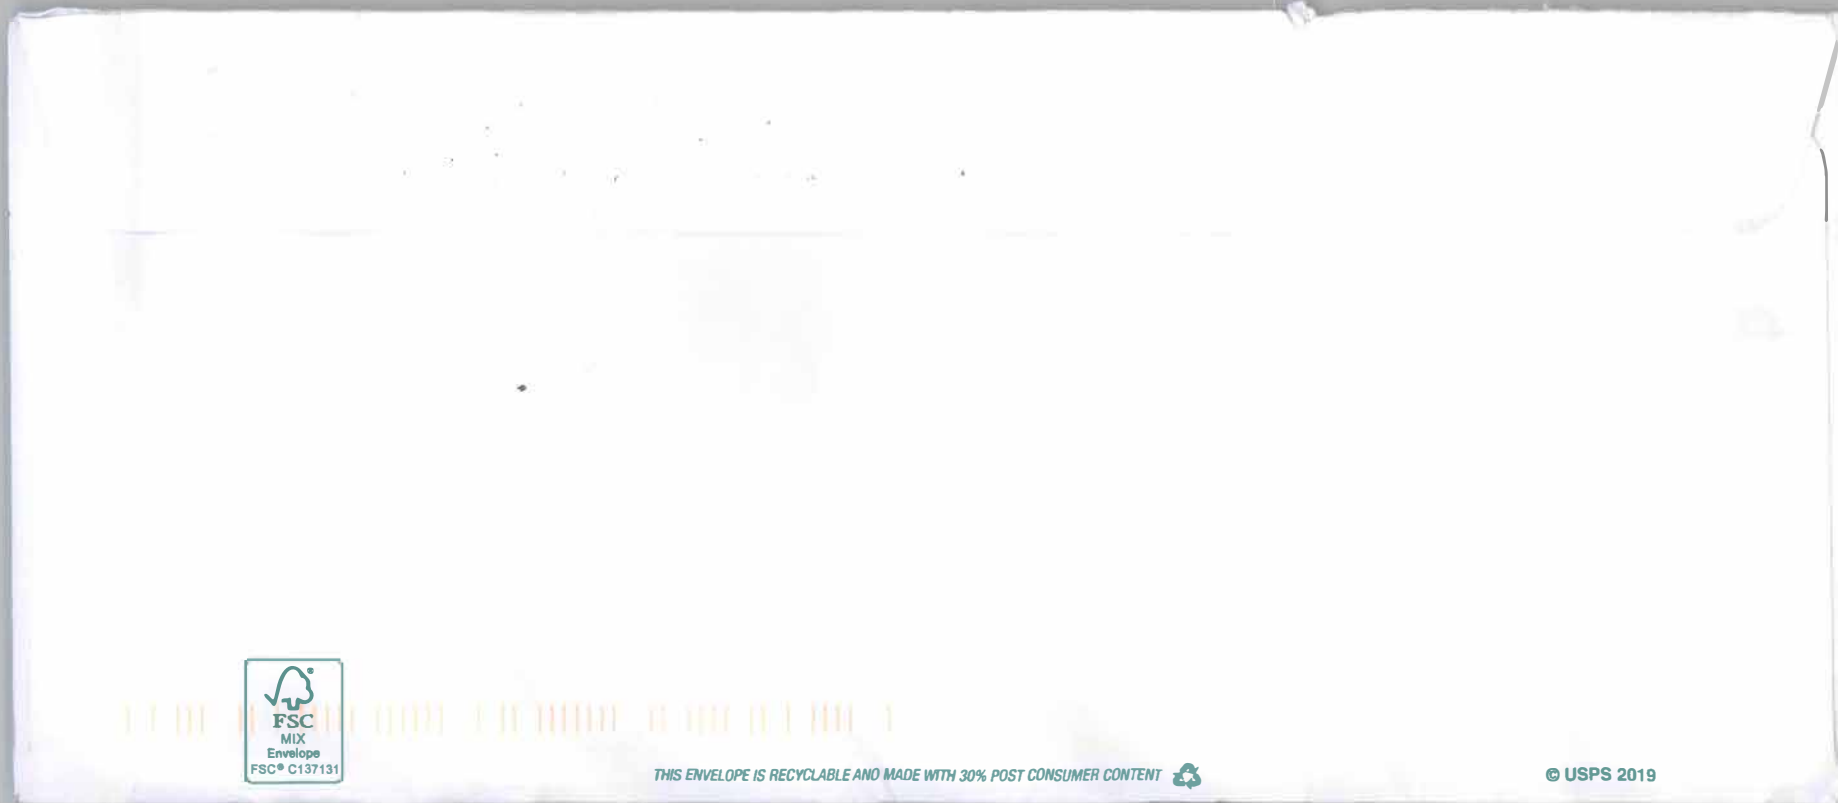 FSC
MIX
Envelope
FSC® C137131
THIS ENVELOPE IS RECYCLABLE AND MADE WITH 30% POST CONSUMER CONTENT
© USPS 2019